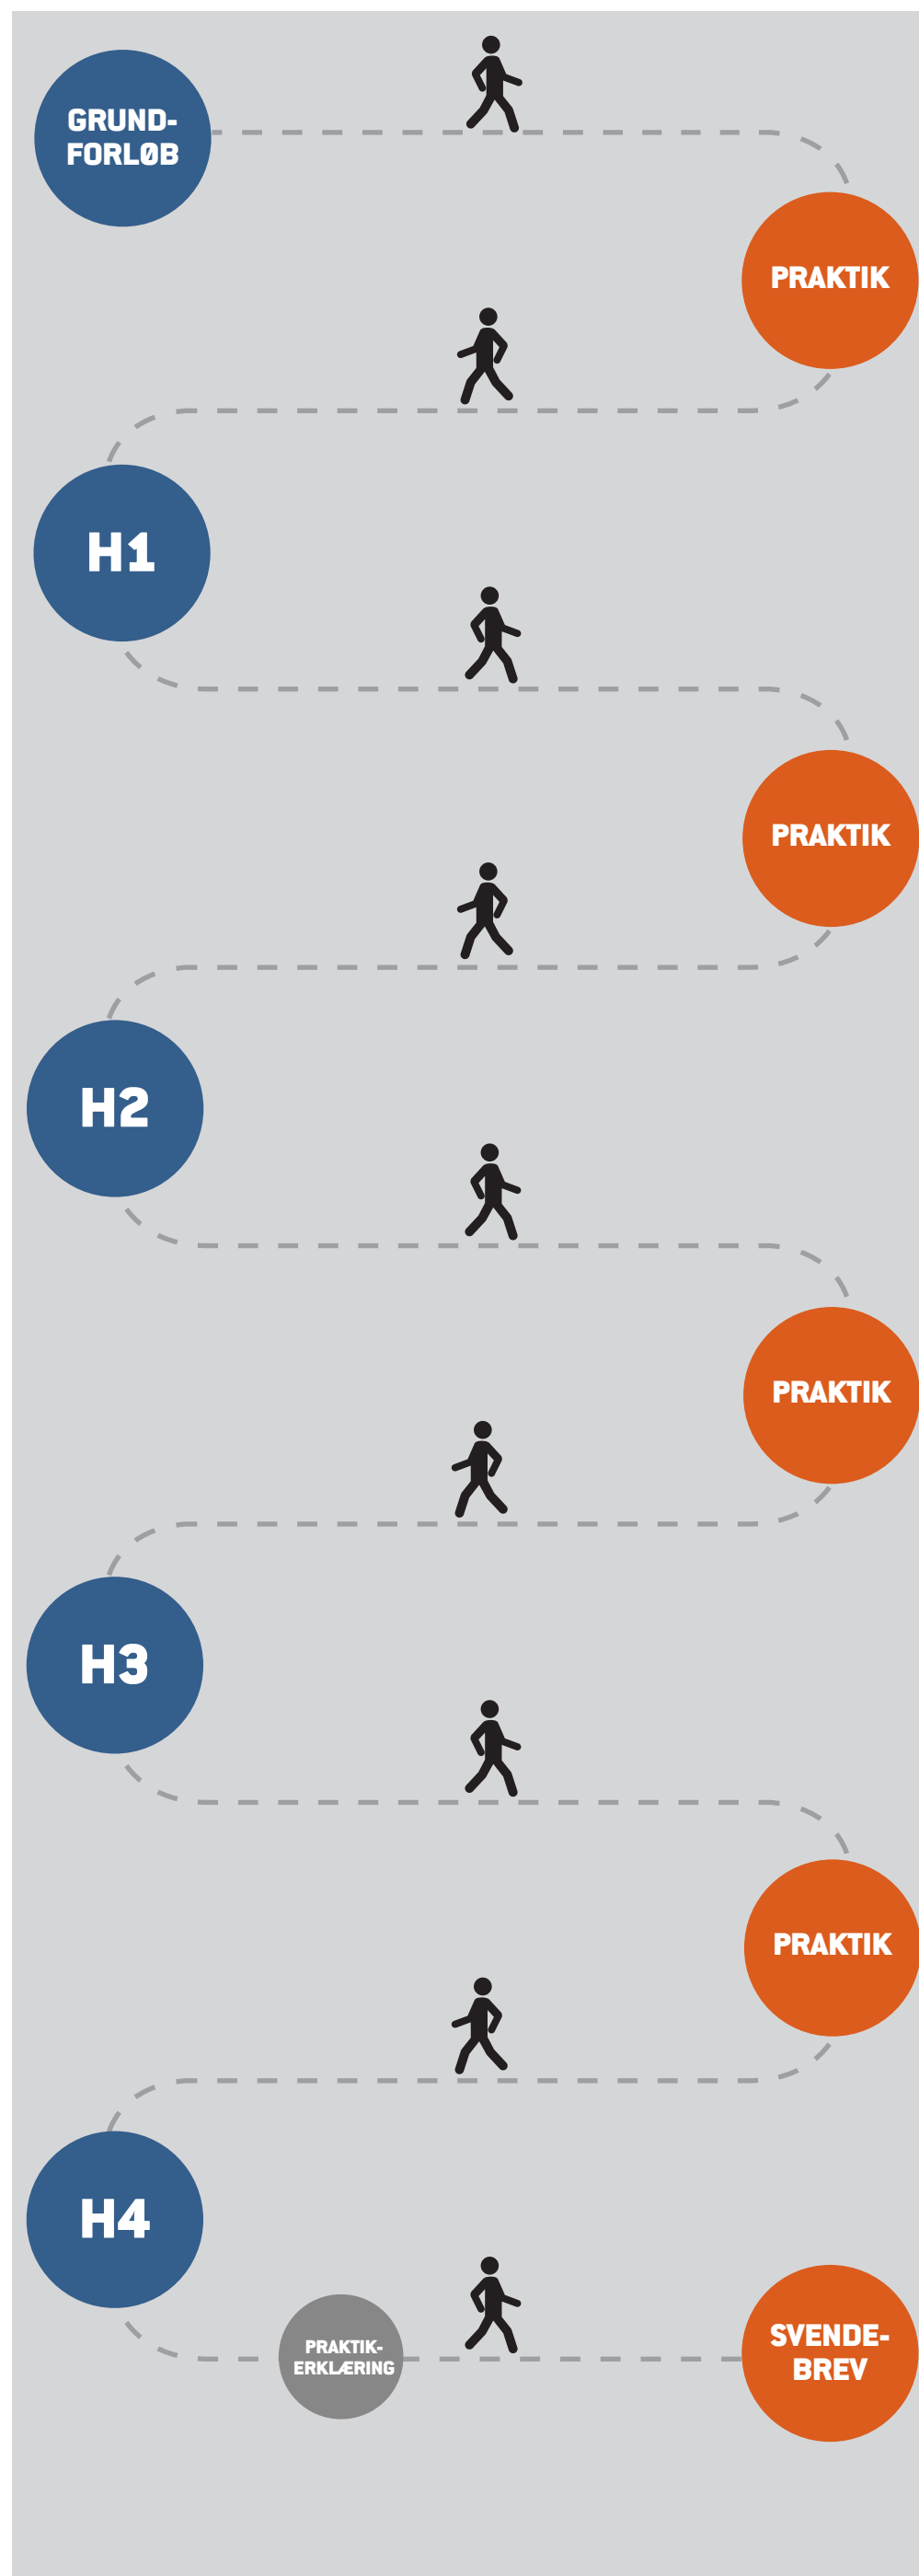 GRUND-
FORLØB
PRAKTIK
H1
PRAKTIK
H2
PRAKTIK
H3
PRAKTIK
H4
PRAKTIK-
ERKLÆRING
SVENDE-
BREV